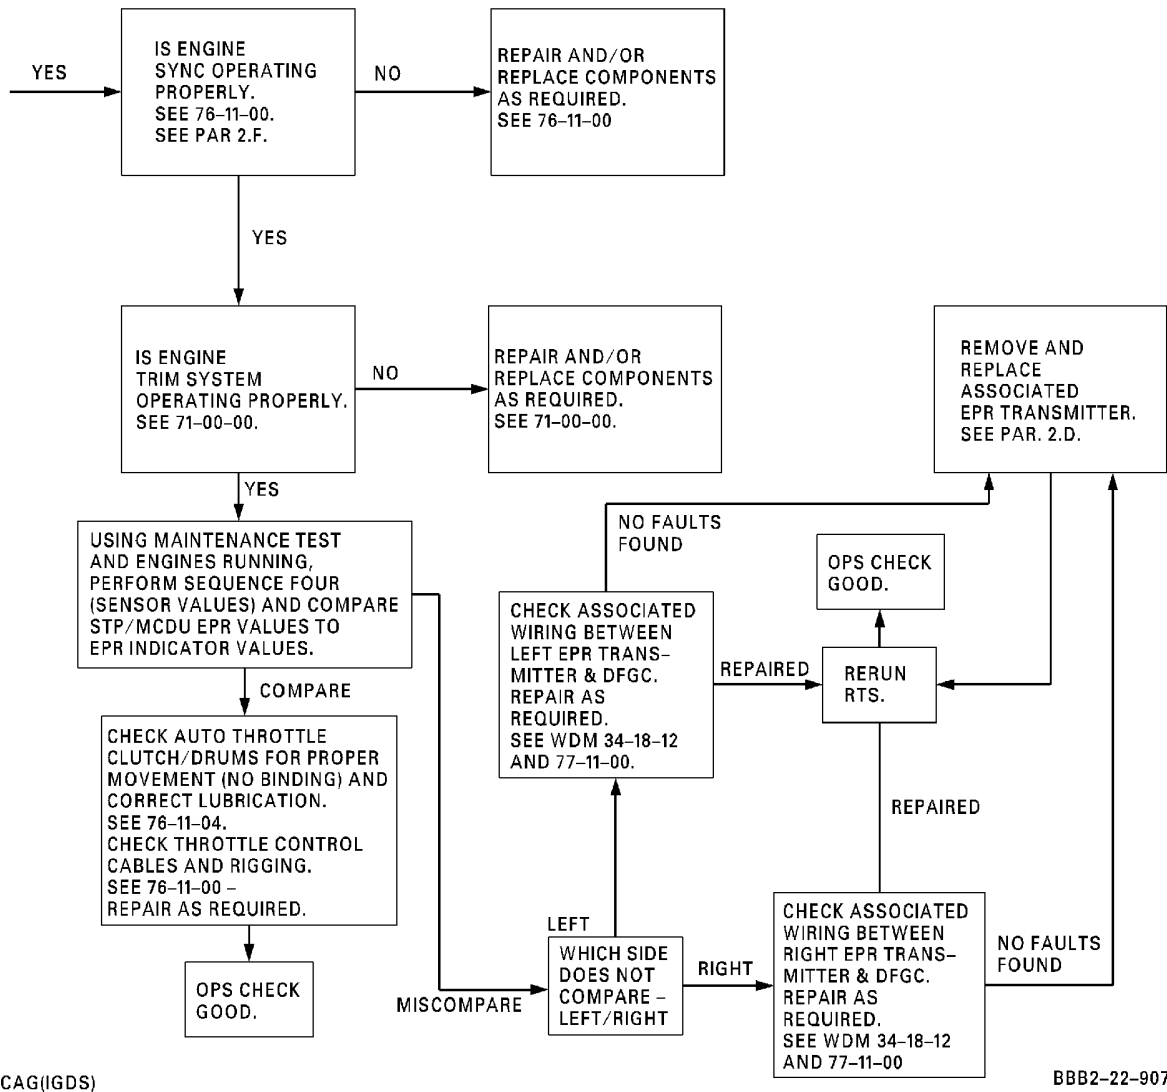 YES
IS ENGINE
SYNC OPERATING
PROPERLY.
SEE 76–11–00.
SEE PAR 2.F.
NO
REPAIR AND/OR
REPLACE COMPONENTS
AS REQUIRED.
SEE 76–11–00
YES
IS ENGINE
TRIM SYSTEM
OPERATING PROPERLY.
SEE 71–00–00.
NO
REPAIR AND/OR
REPLACE COMPONENTS
AS REQUIRED.
SEE 71–00–00.
REMOVE AND
REPLACE
ASSOCIATED
EPR TRANSMITTER.
SEE PAR. 2.D.
YES
USING MAINTENANCE TEST
AND ENGINES RUNNING,
PERFORM SEQUENCE FOUR
(SENSOR VALUES) AND COMPARE
STP/MCDU EPR VALUES TO
EPR INDICATOR VALUES.
NO FAULTS
FOUND
OPS CHECK
GOOD.
CHECK ASSOCIATED
WIRING BETWEEN
LEFT EPR TRANS–
MITTER & DFGC.
REPAIR AS
REQUIRED.
SEE WDM 34–18–12
AND 77–11–00.
REPAIRED
RERUN
RTS.
COMPARE
CHECK AUTO THROTTLE
CLUTCH/DRUMS FOR PROPER
MOVEMENT (NO BINDING) AND
CORRECT LUBRICATION.
SEE 76–11–04.
CHECK THROTTLE CONTROL
CABLES AND RIGGING.
SEE 76–11–00 –
REPAIR AS REQUIRED.
REPAIRED
OPS CHECK
GOOD.
MISCOMPARE
LEFT
WHICH SIDE
DOES NOT
COMPARE –
LEFT/RIGHT
RIGHT
CHECK ASSOCIATED
WIRING BETWEEN
RIGHT EPR TRANS–
MITTER & DFGC.
REPAIR AS
REQUIRED.
SEE WDM 34–18–12
AND 77–11–00
NO FAULTS
FOUND
CAG(IGDS)
BBB2–22–907